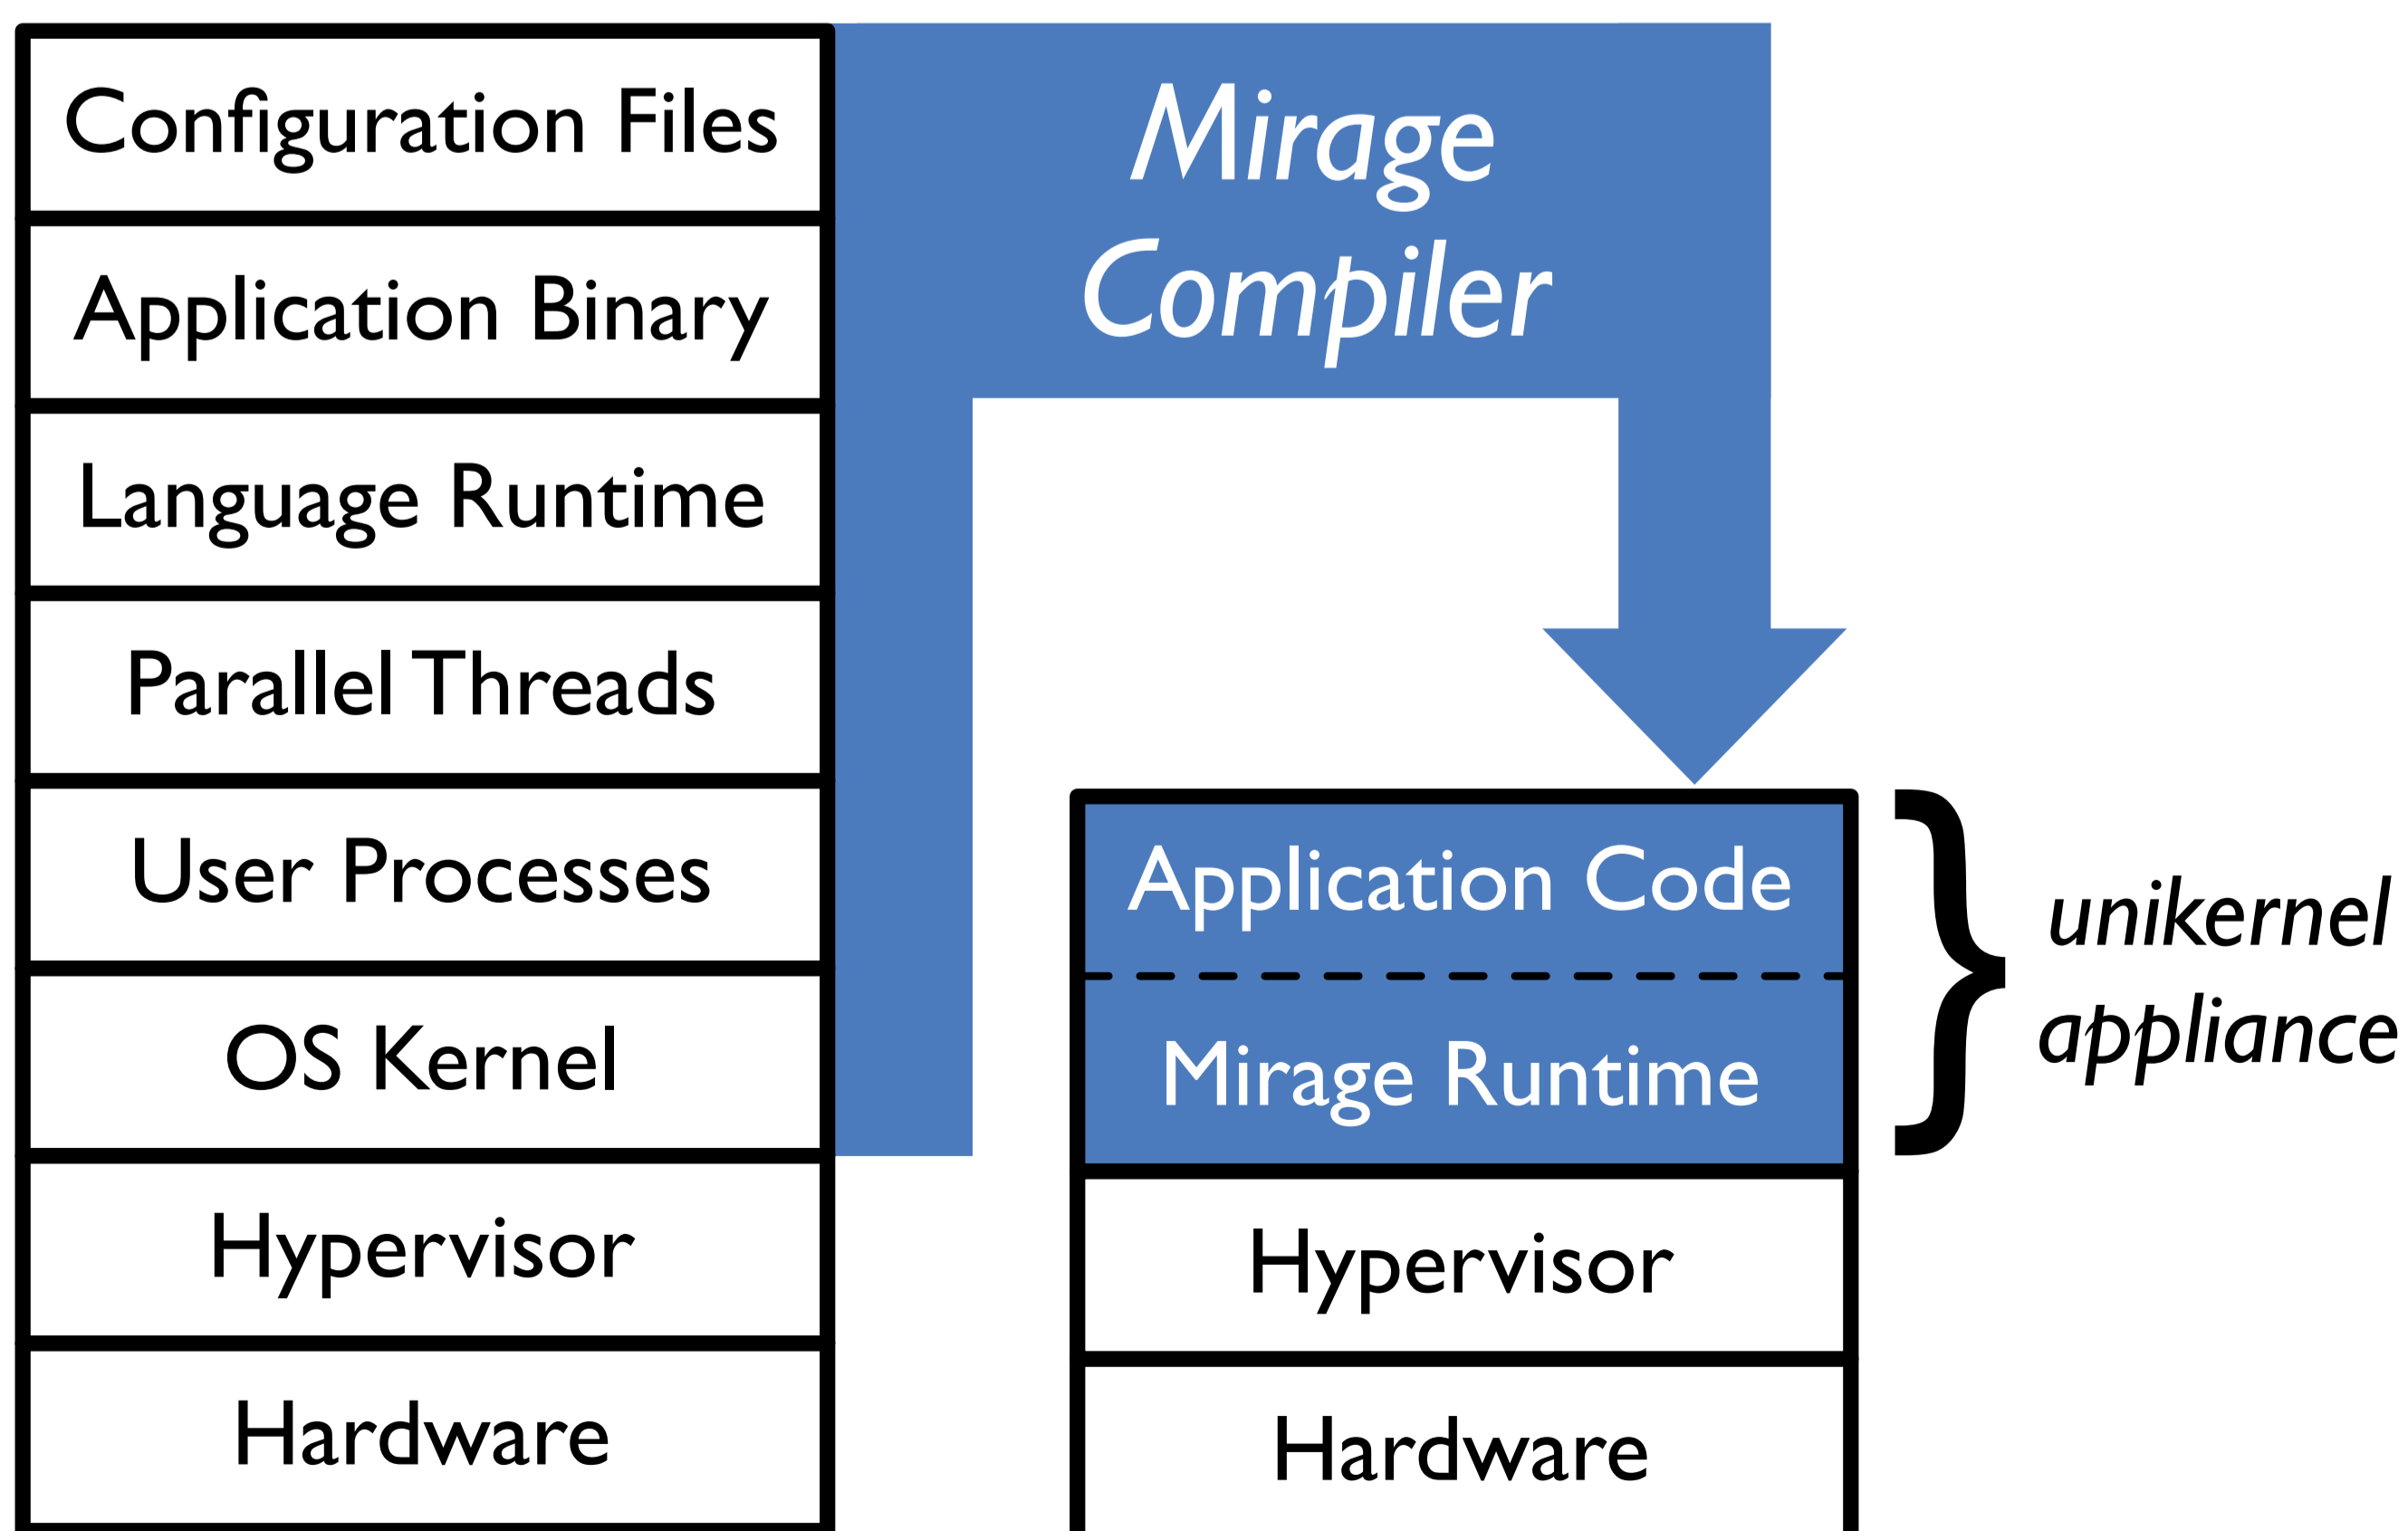 Configuration Files
Application Binary
Language Runtime
Parallel Threads
User Processes
OS Kernel
Hypervisor
Hardware
Mirage
Compiler
Application Code
Mirage Runtime
Hypervisor
Hardware
unikernel
appliance